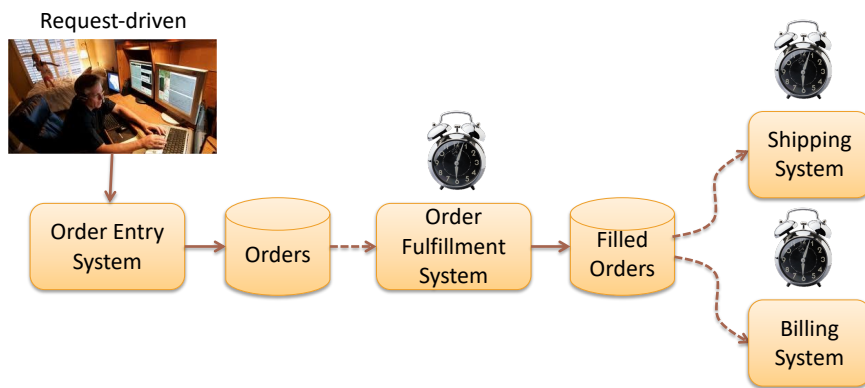 Request-driven
Order Entry
System
Orders
Order
Fulfillment
System
Filled
Orders
Shipping
System
Billing
System